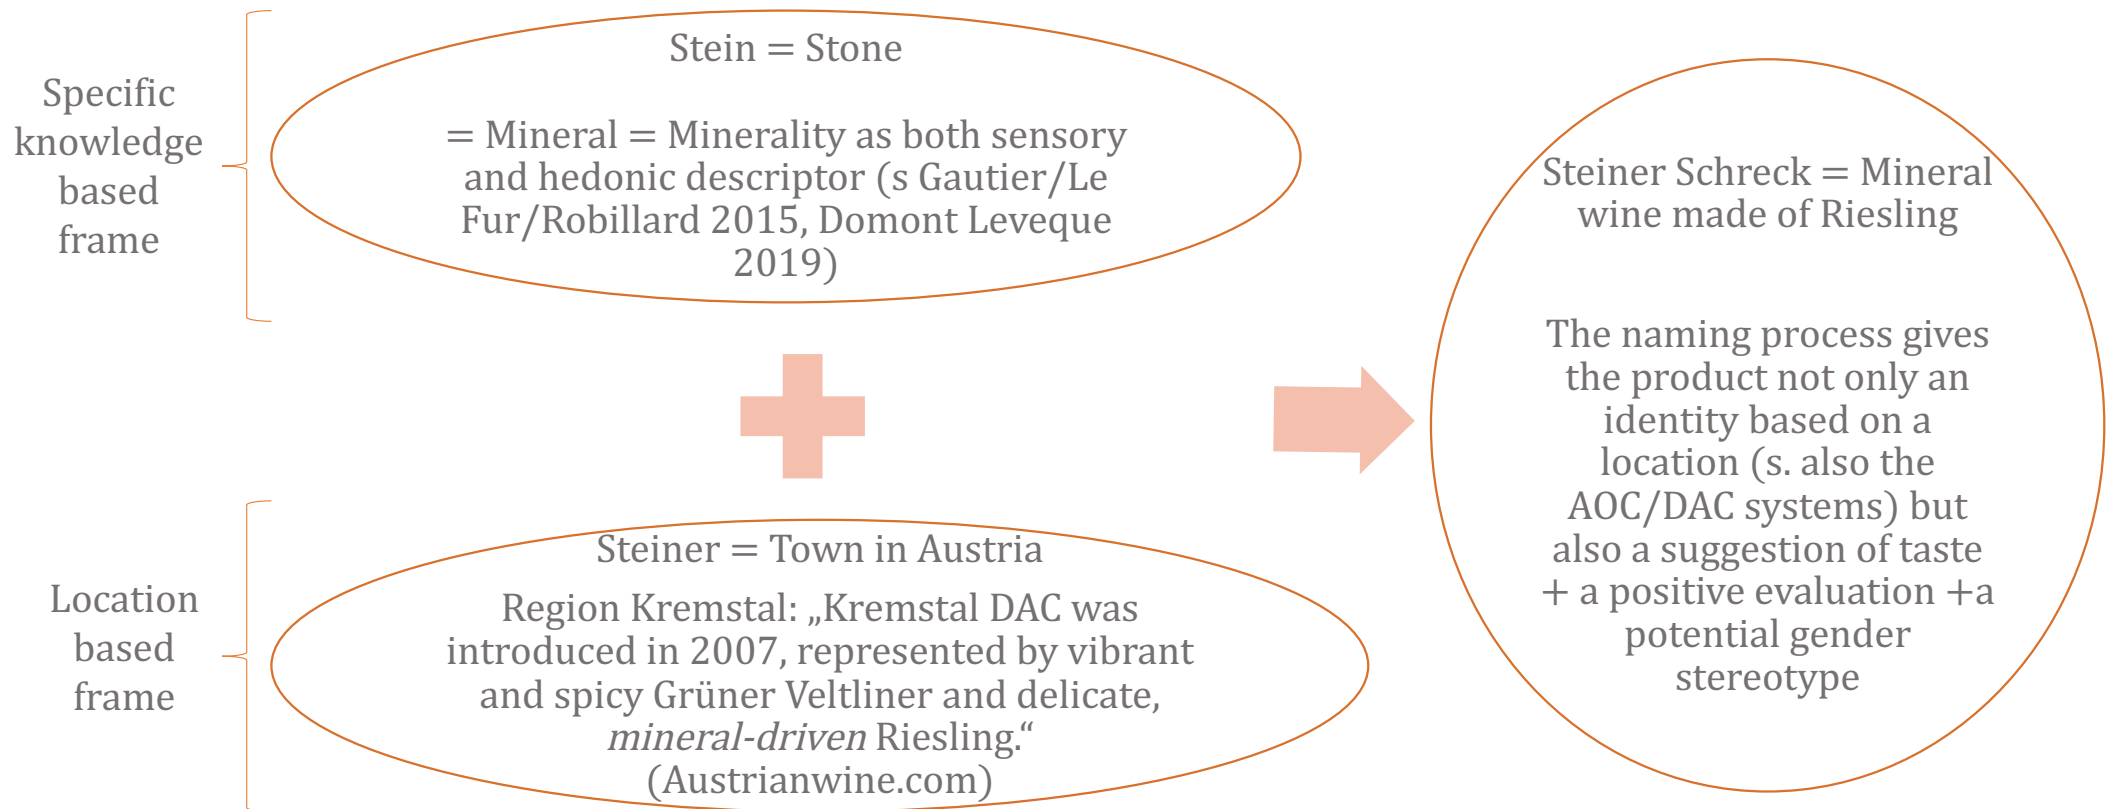 Specific
knowledge
based
frame
Stein = Stone
= Mineral = Minerality as both sensory
and hedonic descriptor (s Gautier/Le
Fur/Robillard 2015, Domont Leveque
2019)
Location
based
frame
Steiner = Town in Austria
Region Kremstal: „Kremstal DAC was
introduced in 2007, represented by vibrant
and spicy Grüner Veltliner and delicate,
mineral-driven Riesling.“
(Austrianwine.com)
Steiner Schreck = Mineral
wine made of Riesling
The naming process gives
the product not only an
identity based on a
location (s. also the
AOC/DAC systems) but
also a suggestion of taste
+ a positive evaluation +a
potential gender
stereotype